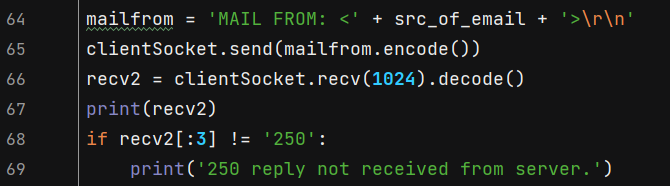 64 mailfrom = 'MAIL FROM: <' + src_of_email + '>\r\n'
65 clientSocket.send(mailfrom.encode())
66 recv2 = clientSocket.recv(1024).decode()
67 print(recv2)
68 if recv2[:3] != '250':
69 print('250 reply not received from server.')